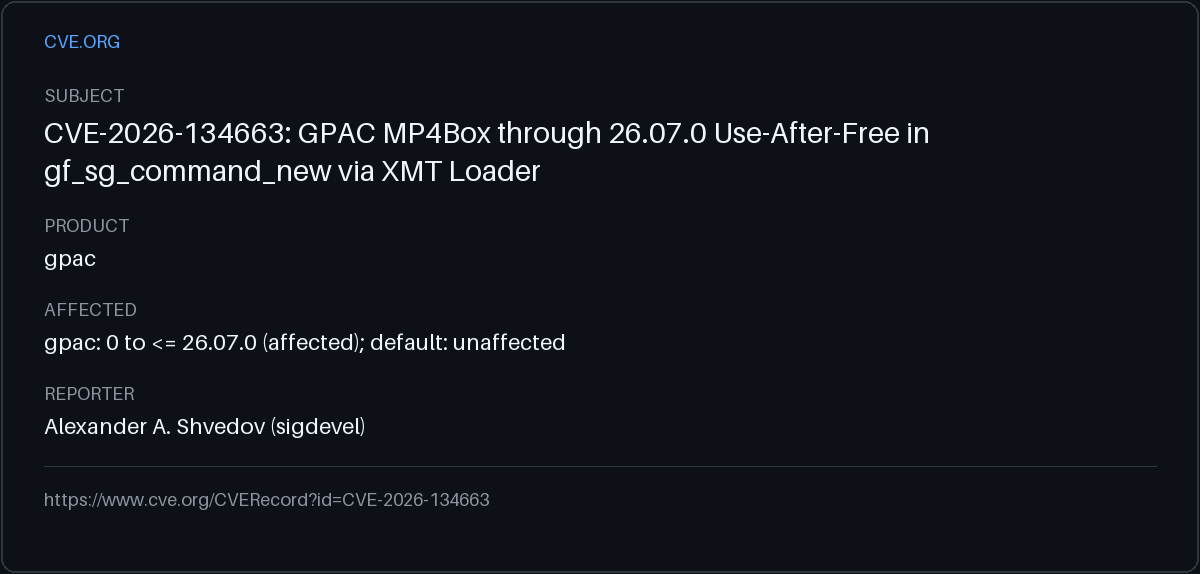 CVE.ORG
SUBJECT
CVE-2026-134663: GPAC MP4Box through 26.07.0 Use-After-Free in
gf_sg_command_new via XMT Loader
PRODUCT
gpac
AFFECTED
gpac: 0 to <= 26.07.0 (affected); default: unaffected
REPORTER
Alexander A. Shvedov (sigdevel)
https://www.cve.org/CVERecord?id=CVE-2026-134663